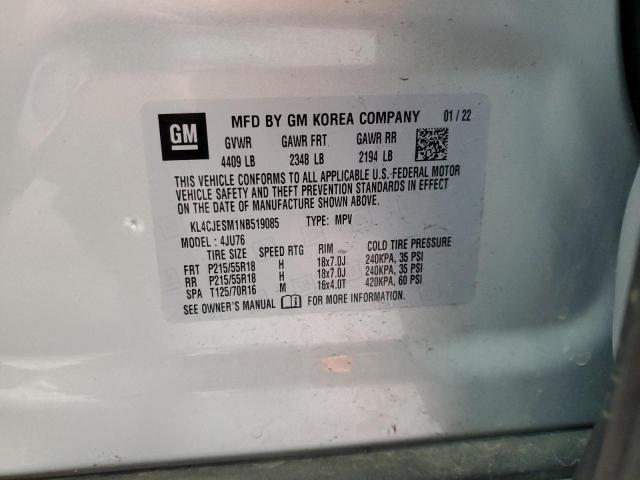 GM MFD BY GM KOREA COMPANY 01 / 22
GVWR GAWR FRT GAWR RR
4409 LB 2348 LB 2194 LB
THIS VEHICLE CONFORMS TO ALL APPLICABLE U.S. FEDERAL MOTOR
VEHICLE SAFETY AND THEFT PREVENTION STANDARDS IN EFFECT
ON THE DATE OF MANUFACTURE SHOWN ABOVE.
KL4CJESM1NB519085 TYPE: MPV
MODEL : 4JU76
TIRE SIZE SPEED RTG RIM COLD TIRE PRESSURE
FRT P215/55R18 H 18x7.0J 240KPA, 35 PSI
RR P215/55R18 H 18x7.0J 240KPA, 35 PSI
SPA T125/70R16 M 16x4.0T 420KPA, 60 PSI
SEE OWNER'S MANUAL FOR MORE INFORMATION.